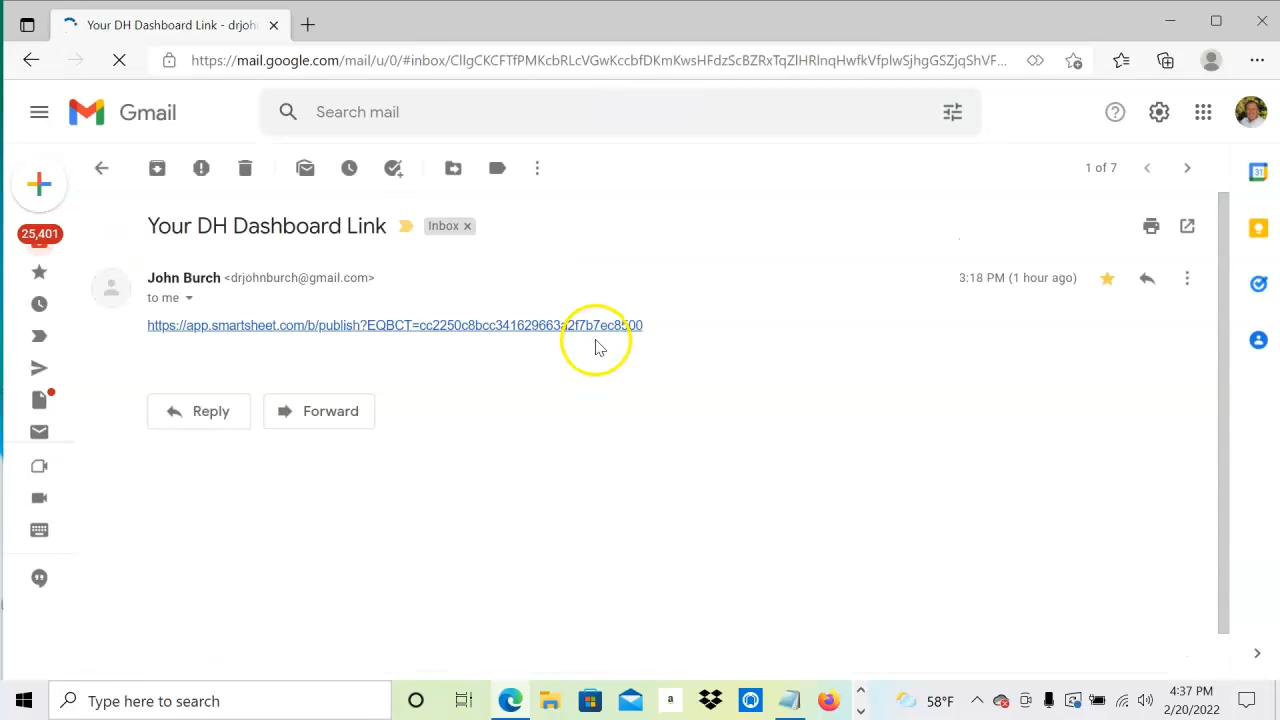 Your DH Dashboard Link - drjohn
https://mail.google.com/mail/u/0/#inbox/
Gmail
Search mail
1 of 7
25,401
Your DH Dashboard Link
Inbox ×
John Burch <drjohnburch@gmail.com>
3:18 PM (1 hour ago)
to me
https://app.smartsheet.com/b/publish?EQBCT=cc2250c8bcc341629663a2f7b7ec8500
Reply
Forward
31
Type here to search
a
58°F
4:37 PM
2/20/2022